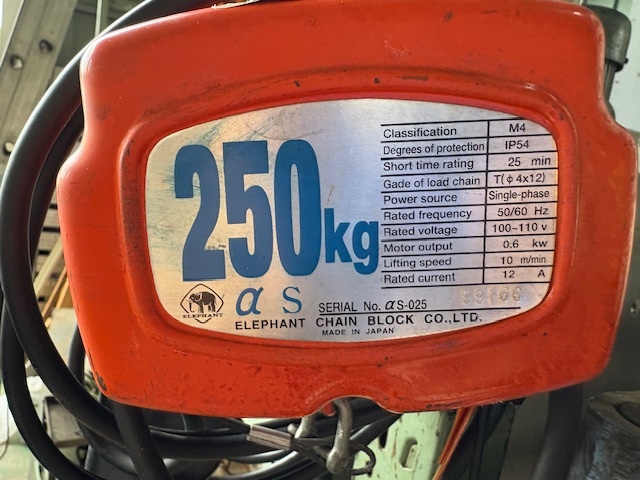 250kg
Classification M4
Degrees of protection IP54
Short time rating 25 min
Gade of load chain T(φ4x12)
Power source Single-phase
Rated frequency 50/60 Hz
Rated voltage 100~110 v
Motor output 0.6 kw
Lifting speed 10 m/min
Rated current 12 A
ELEPHANT
α S
SERIAL No. αS-025
ELEPHANT CHAIN BLOCK CO.,LTD.
MADE IN JAPAN